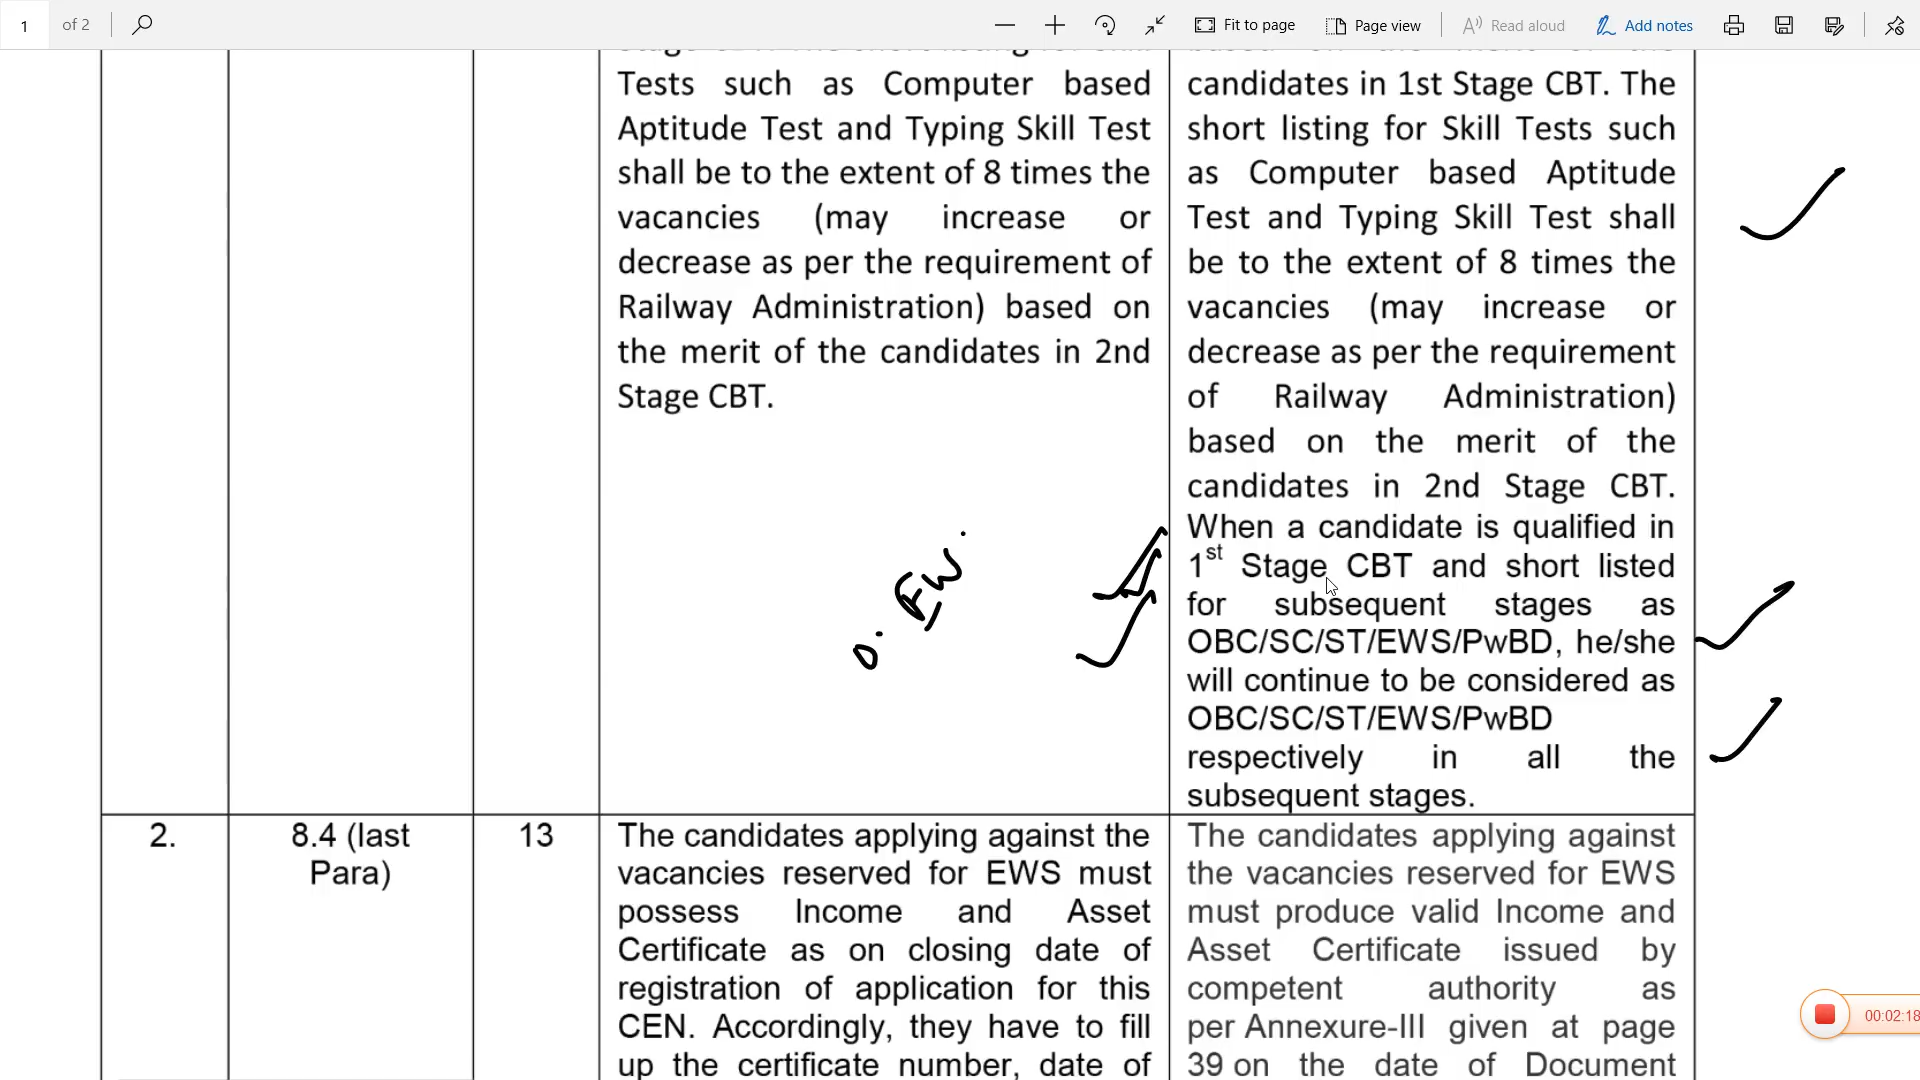 1 of 2 Fit to page Page view Read aloud Add notes
Tests such as Computer based
Aptitude Test and Typing Skill Test
shall be to the extent of 8 times the
vacancies (may increase or
decrease as per the requirement of
Railway Administration) based on
the merit of the candidates in 2nd
Stage CBT.
candidates in 1st Stage CBT. The
short listing for Skill Tests such
as Computer based Aptitude
Test and Typing Skill Test shall
be to the extent of 8 times the
vacancies (may increase or
decrease as per the requirement
of Railway Administration)
based on the merit of the
candidates in 2nd Stage CBT.
When a candidate is qualified in
1st Stage CBT and short listed
for subsequent stages as
OBC/SC/ST/EWS/PwBD, he/she
will continue to be considered as
OBC/SC/ST/EWS/PwBD
respectively in all the
subsequent stages.
2.
8.4 (last
Para)
13
The candidates applying against the
vacancies reserved for EWS must
possess Income and Asset
Certificate as on closing date of
registration of application for this
CEN. Accordingly, they have to fill
up the certificate number, date of
The candidates applying against
the vacancies reserved for EWS
must produce valid Income and
Asset Certificate issued by
competent authority as
per Annexure-III given at page
39 on the date of Document
00:02:18